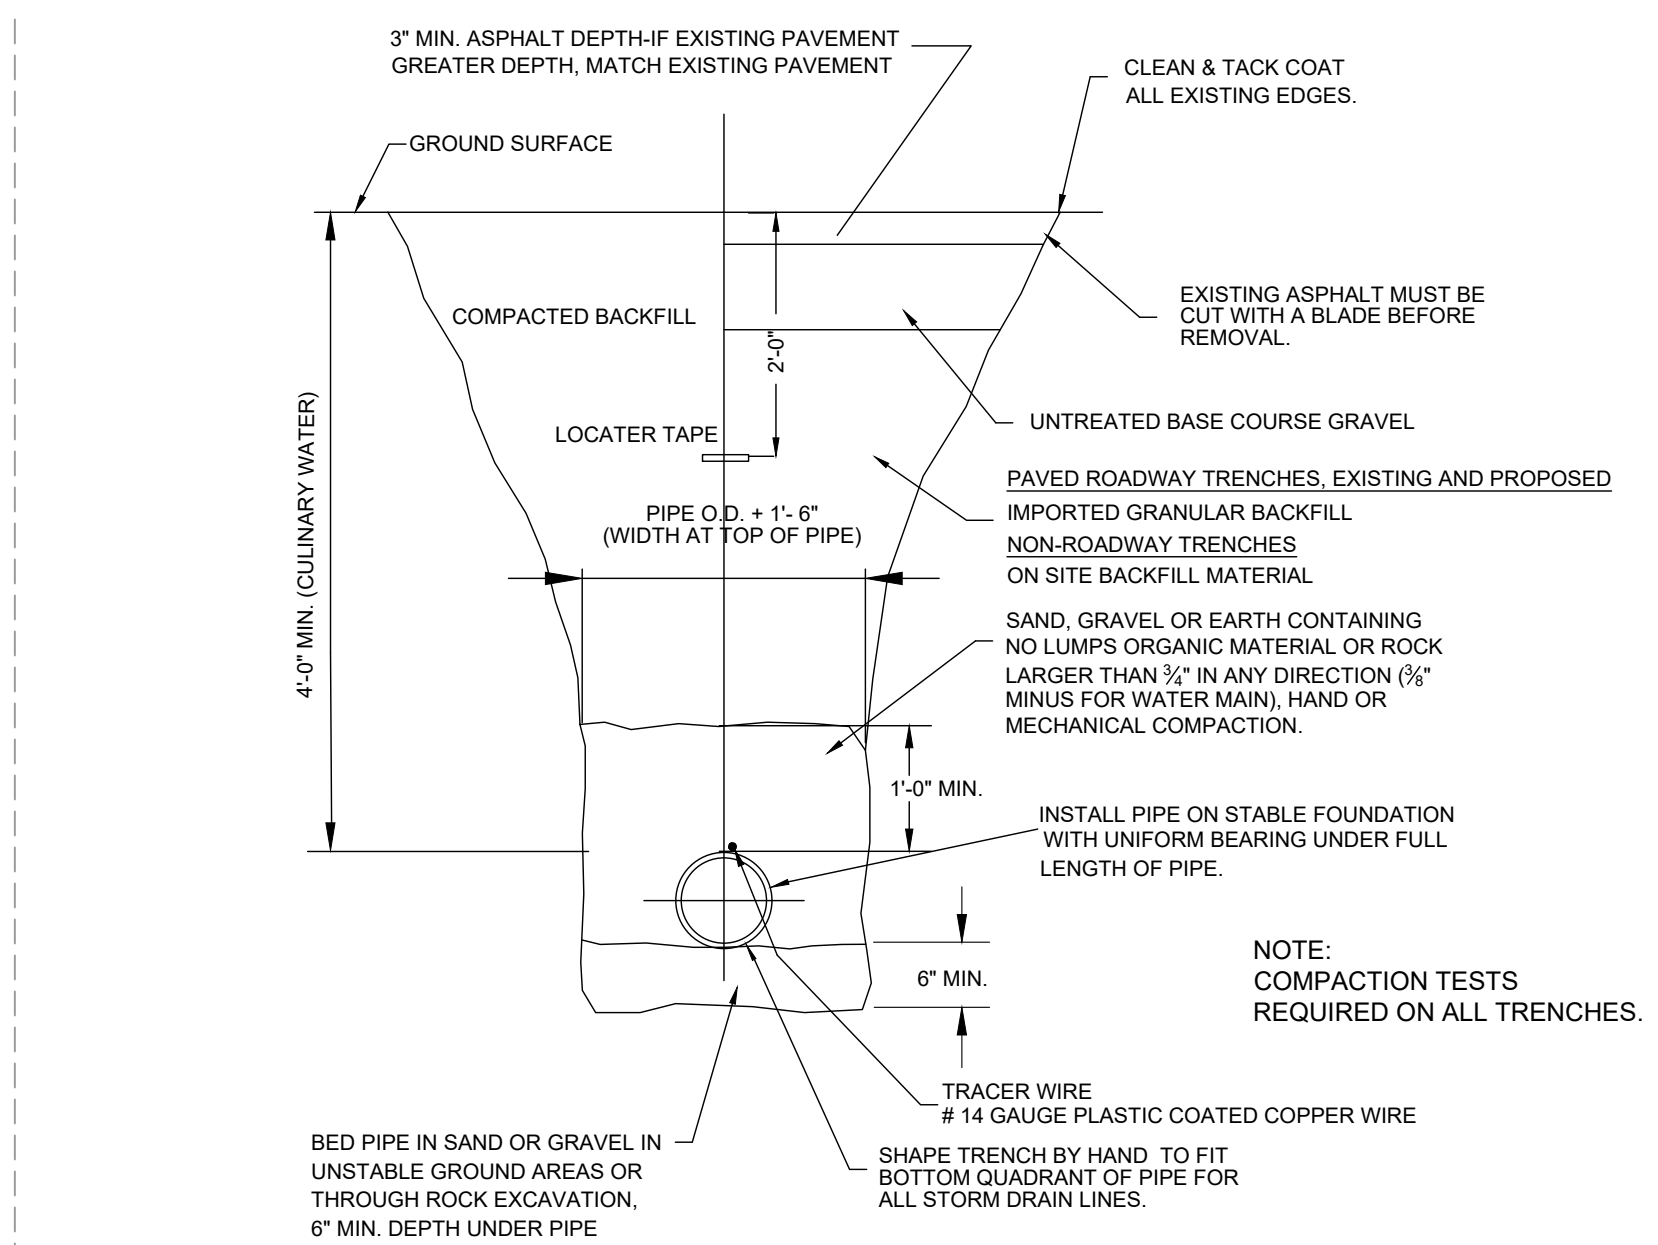 3" MIN. ASPHALT DEPTH-IF EXISTING PAVEMENT
GREATER DEPTH, MATCH EXISTING PAVEMENT
CLEAN & TACK COAT
ALL EXISTING EDGES.
GROUND SURFACE
EXISTING ASPHALT MUST BE
CUT WITH A BLADE BEFORE
REMOVAL.
COMPACTED BACKFILL
2'-0"
4'-0" MIN. (CULINARY WATER)
LOCATER TAPE
UNTREATED BASE COURSE GRAVEL
PAVED ROADWAY TRENCHES, EXISTING AND PROPOSED
IMPORTED GRANULAR BACKFILL
NON-ROADWAY TRENCHES
ON SITE BACKFILL MATERIAL
PIPE O.D. + 1'- 6"
(WIDTH AT TOP OF PIPE)
SAND, GRAVEL OR EARTH CONTAINING
NO LUMPS ORGANIC MATERIAL OR ROCK
LARGER THAN ¾" IN ANY DIRECTION (⅜"
MINUS FOR WATER MAIN), HAND OR
MECHANICAL COMPACTION.
1'-0" MIN.
INSTALL PIPE ON STABLE FOUNDATION
WITH UNIFORM BEARING UNDER FULL
LENGTH OF PIPE.
6" MIN.
NOTE:
COMPACTION TESTS
REQUIRED ON ALL TRENCHES.
TRACER WIRE
# 14 GAUGE PLASTIC COATED COPPER WIRE
BED PIPE IN SAND OR GRAVEL IN
UNSTABLE GROUND AREAS OR
THROUGH ROCK EXCAVATION,
6" MIN. DEPTH UNDER PIPE
SHAPE TRENCH BY HAND TO FIT
BOTTOM QUADRANT OF PIPE FOR
ALL STORM DRAIN LINES.